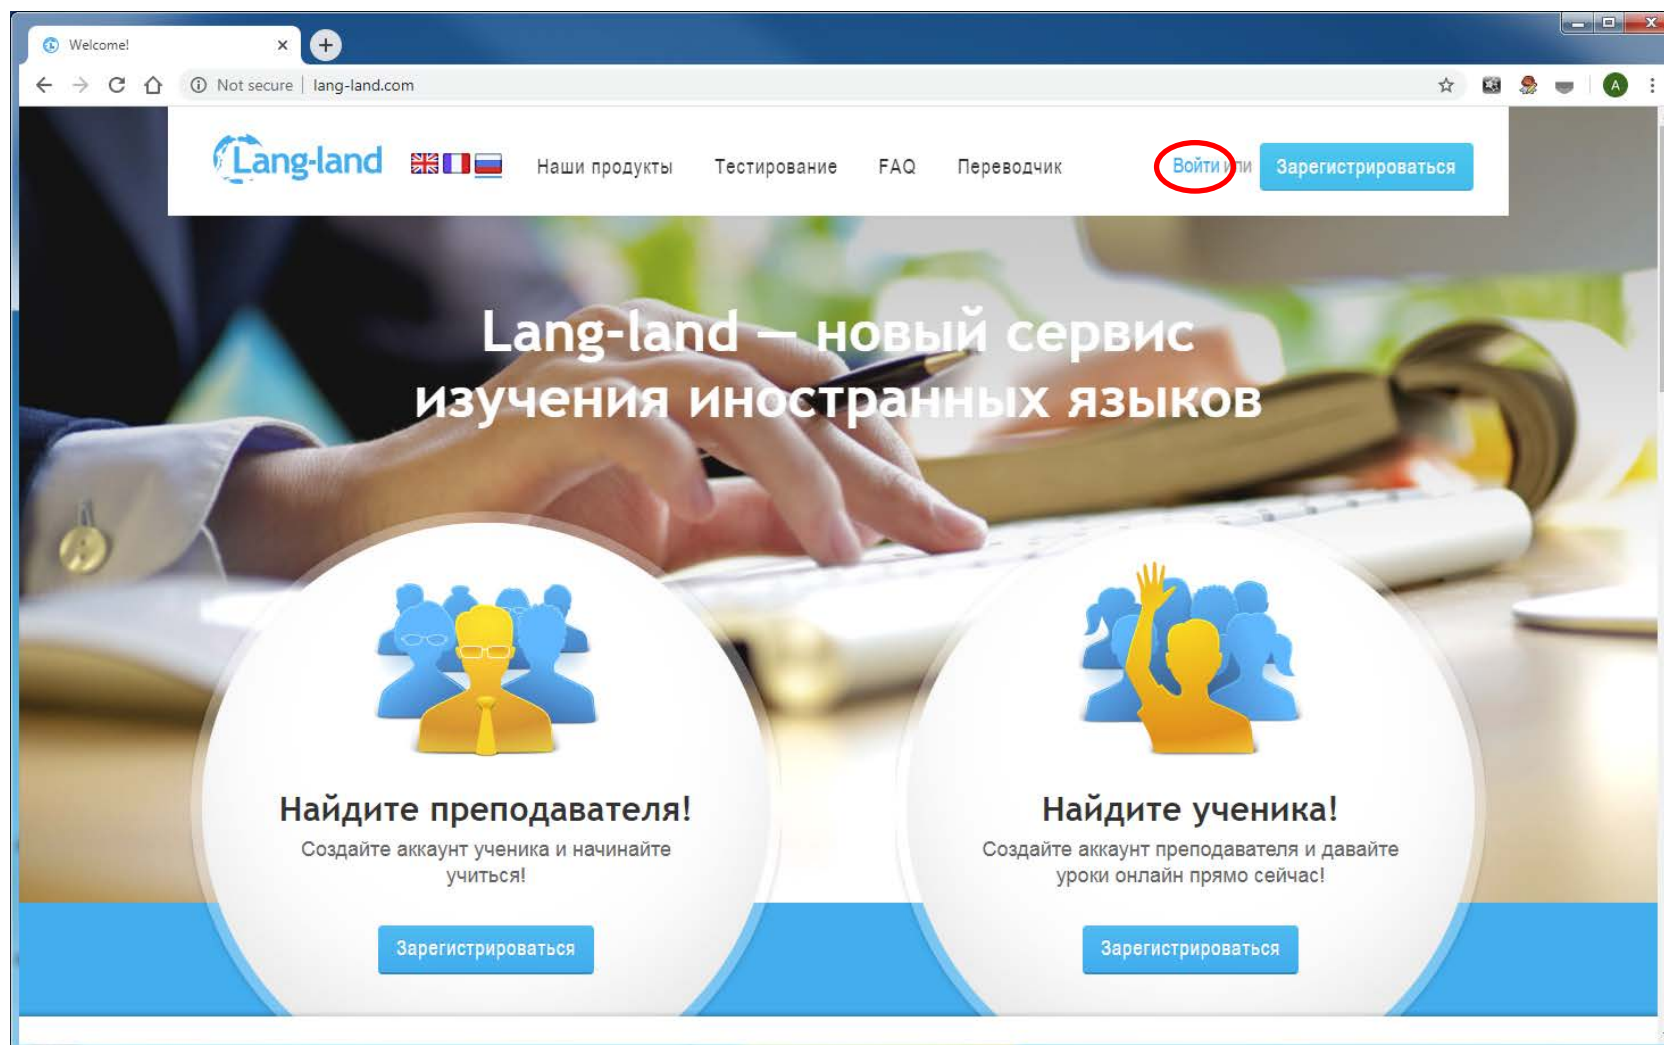 Welcome!
Not secure | lang-land.com
A
Lang-land Наши продукты Тестирование FAQ Переводчик Войти или Зарегистрироваться
Lang-land — новый сервис
изучения иностранных языков
Найдите преподавателя!
Создайте аккаунт ученика и начинайте
учиться!
Зарегистрироваться
Найдите ученика!
Создайте аккаунт преподавателя и давайте
уроки онлайн прямо сейчас!
Зарегистрироваться